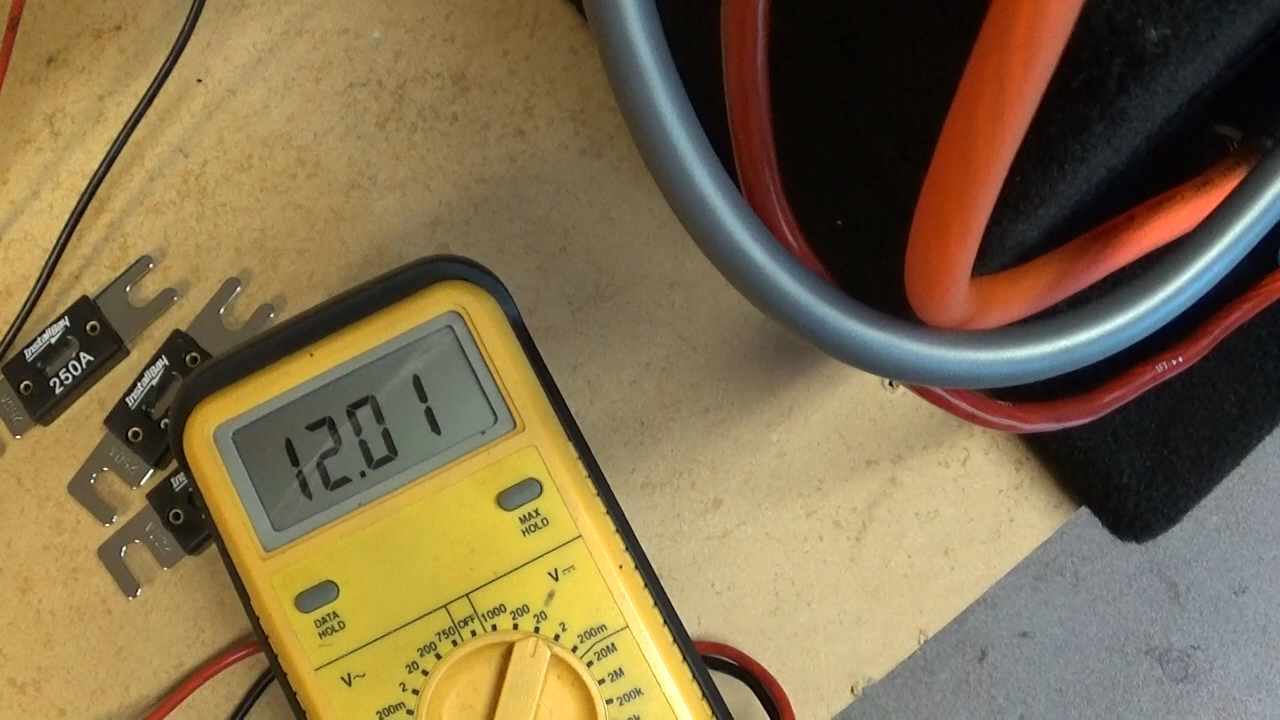 InstallBay
250A
InstallBay
Ins
12.01
MAX
HOLD
DATA
HOLD
V⎓
OFF
1000
200
20
2
200m
20M
2M
200k
V~
750
200
20
2
200m